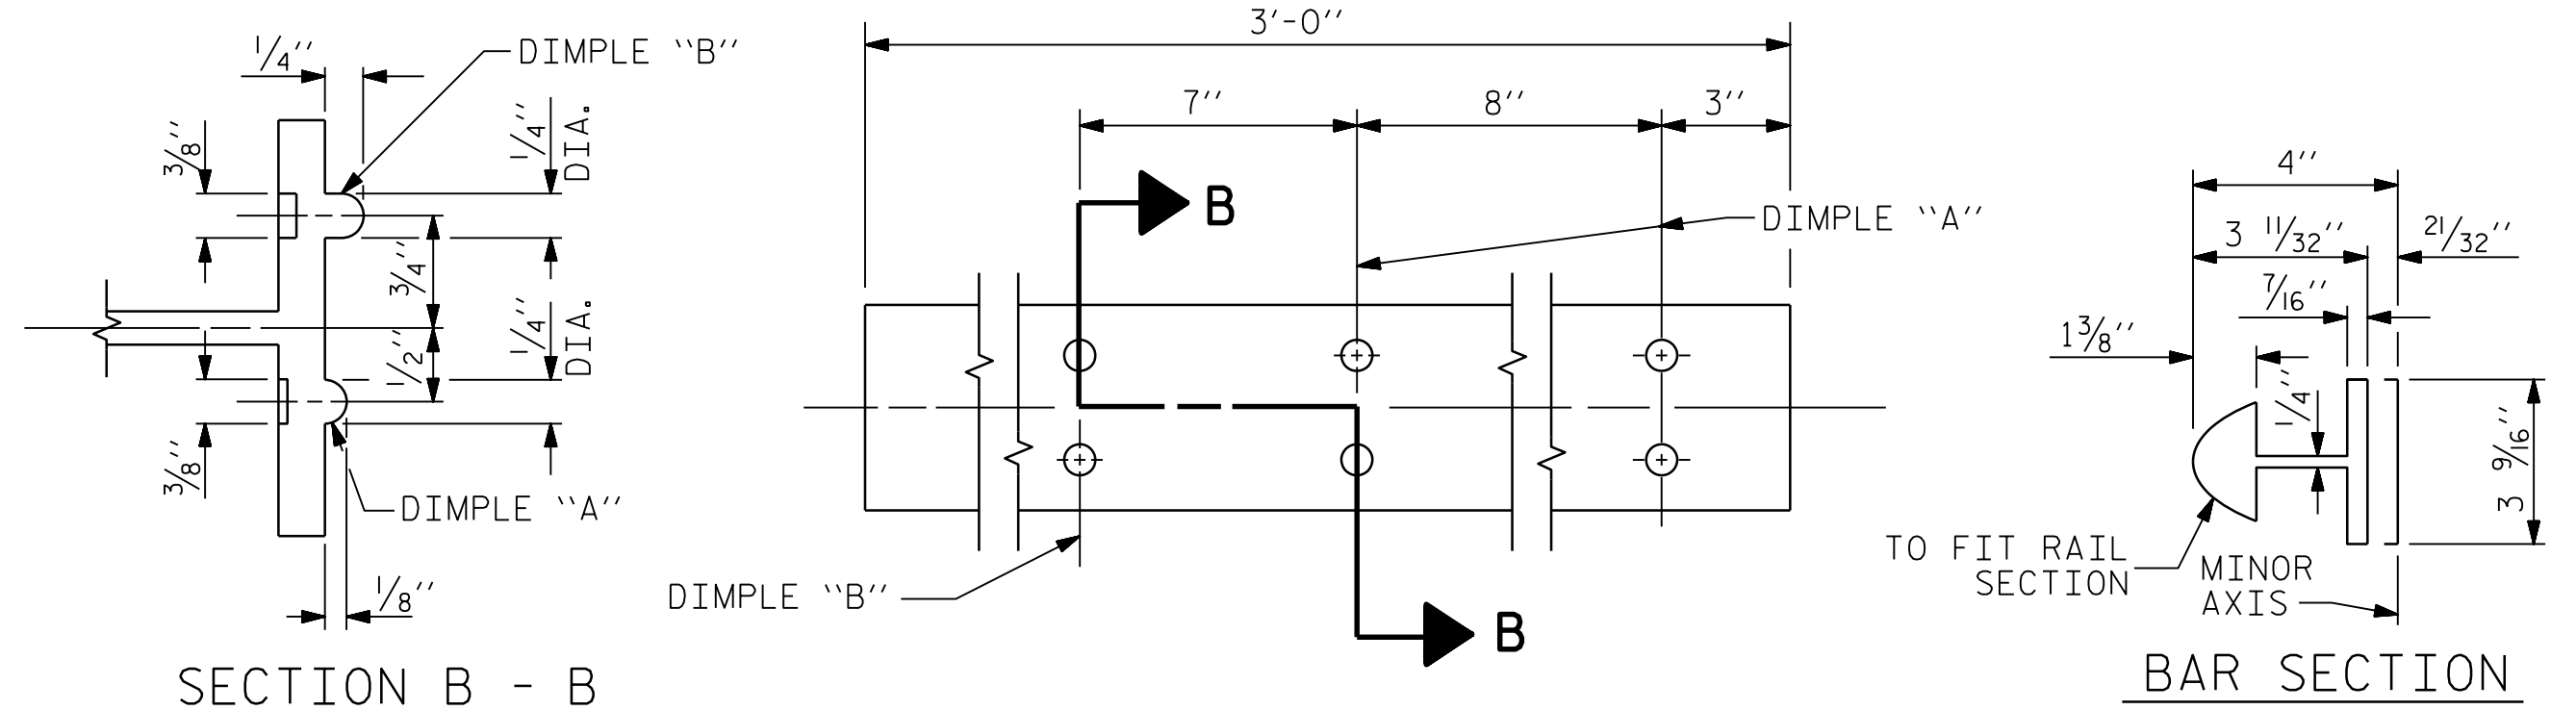 1/4"
DIMPLE "B"
3/8"
1/4"
DIA.
3/4"
1/2"
1/4"
DIA.
3/8"
DIMPLE "A"
1/8"
SECTION B - B
3'-0"
7"
8"
3"
B
DIMPLE "A"
DIMPLE "B"
B
4"
3 11/32"
21/32"
7/16"
1 3/8"
1/4"
3 9/16"
TO FIT RAIL
SECTION
MINOR
AXIS
BAR SECTION